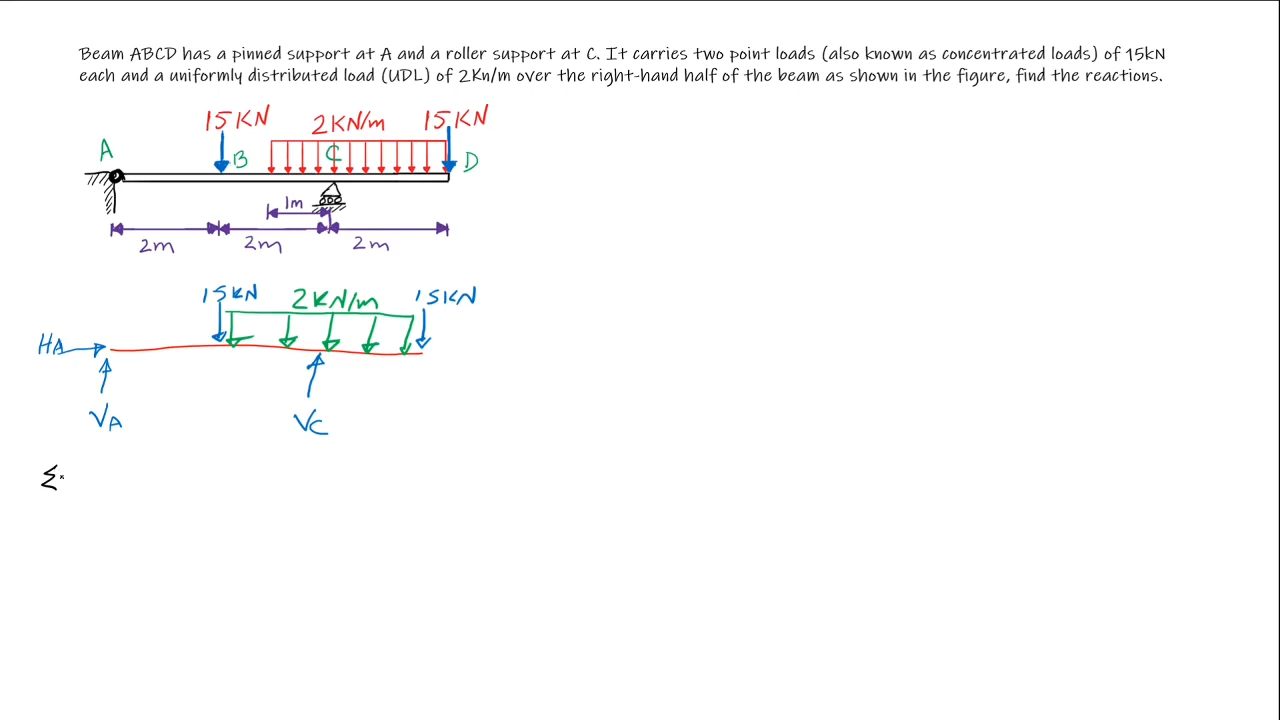 Beam ABCD has a pinned support at A and a roller support at C. It carries two point loads (also known as concentrated loads) of 15kN
each and a uniformly distributed load (UDL) of 2Kn/m over the right-hand half of the beam as shown in the figure, find the reactions.
15KN 2KN/m 15KN
A B C D
1m
2m 2m 2m
15KN 2KN/m 15KN
HA
VA VC
Σ